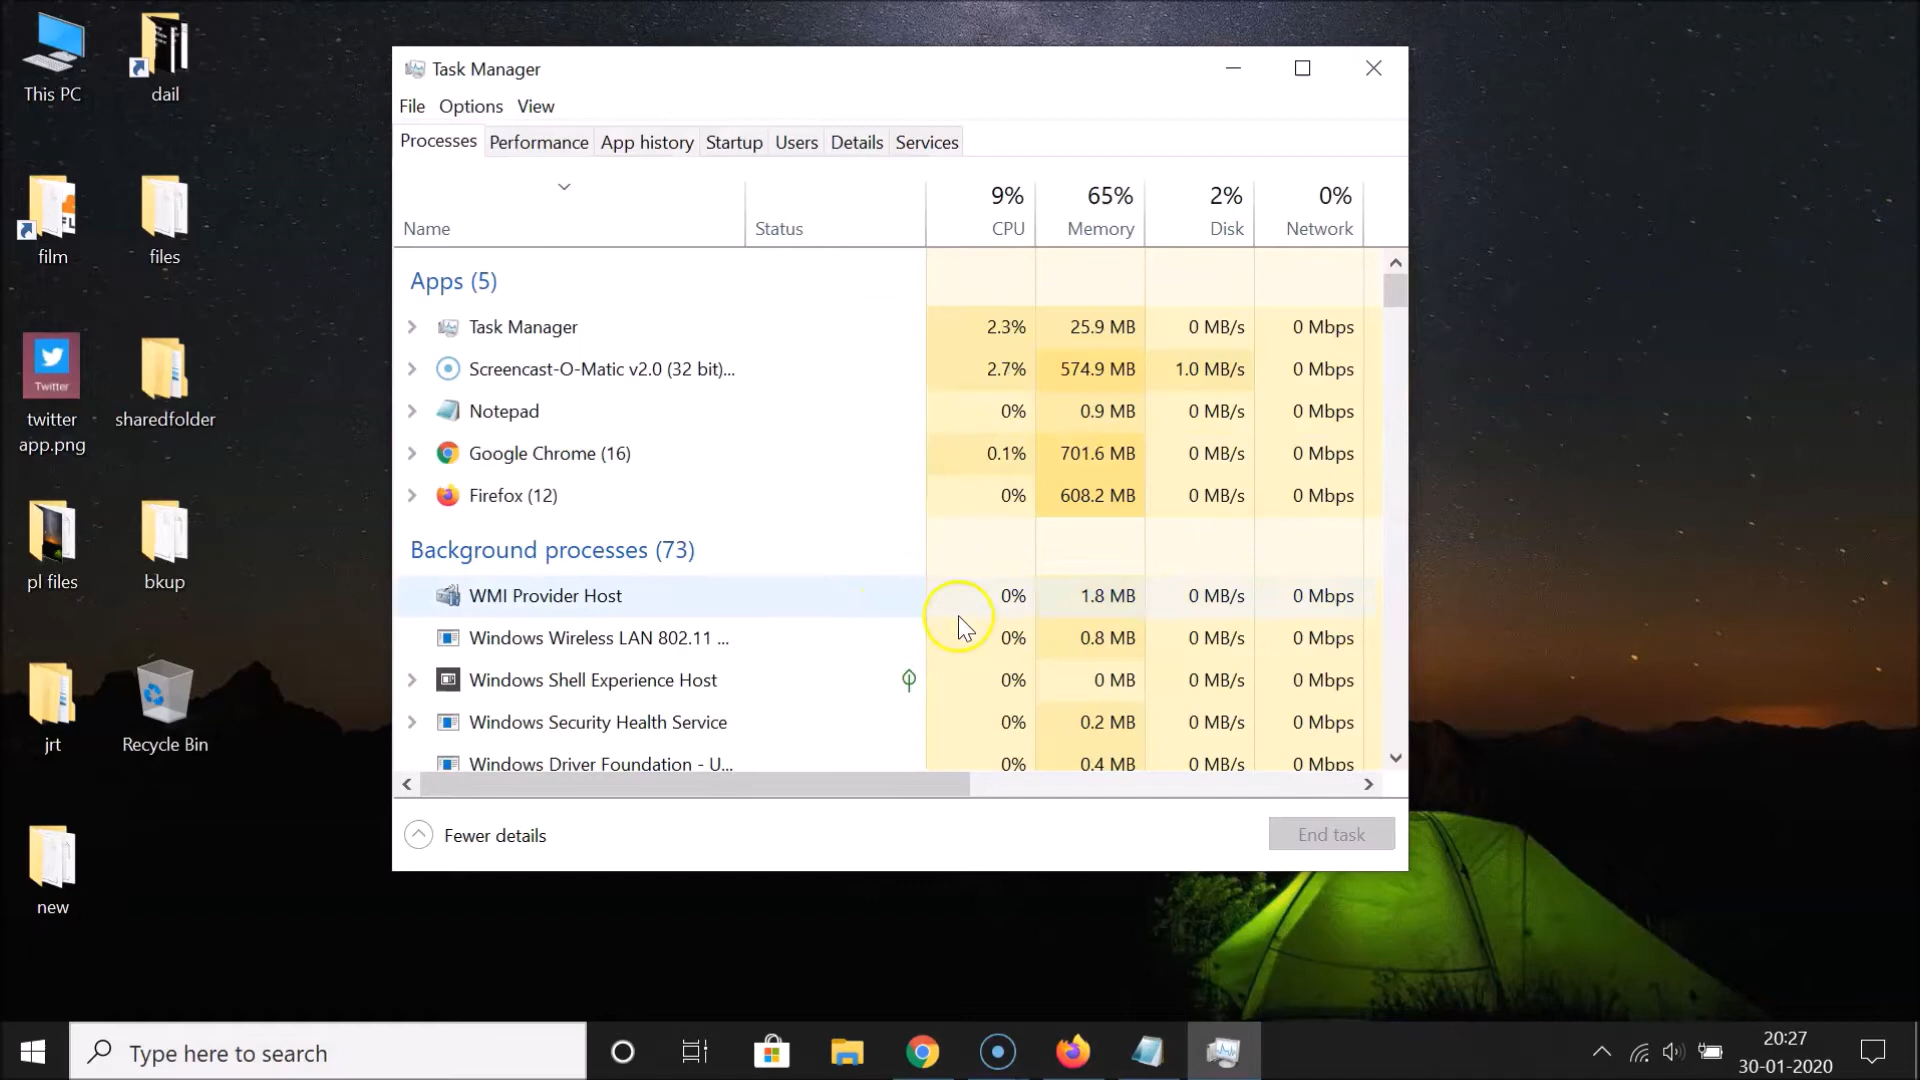 This PC
dail
film
files
Twitter
twitter
app.png
sharedfolder
pl files
bkup
jrt
Recycle Bin
new
Task Manager
File Options View
Processes Performance App history Startup Users Details Services
9% 65% 2% 0%
Name Status CPU Memory Disk Network
Apps (5)
Task Manager 2.3% 25.9 MB 0 MB/s 0 Mbps
Screencast-O-Matic v2.0 (32 bit)... 2.7% 574.9 MB 1.0 MB/s 0 Mbps
Notepad 0% 0.9 MB 0 MB/s 0 Mbps
Google Chrome (16) 0.1% 701.6 MB 0 MB/s 0 Mbps
Firefox (12) 0% 608.2 MB 0 MB/s 0 Mbps
Background processes (73)
WMI Provider Host 0% 1.8 MB 0 MB/s 0 Mbps
Windows Wireless LAN 802.11 ... 0% 0.8 MB 0 MB/s 0 Mbps
Windows Shell Experience Host 0% 0 MB 0 MB/s 0 Mbps
Windows Security Health Service 0% 0.2 MB 0 MB/s 0 Mbps
Windows Driver Foundation - U... 0% 0.4 MB 0 MB/s 0 Mbps
Fewer details
End task
Type here to search
20:27
30-01-2020